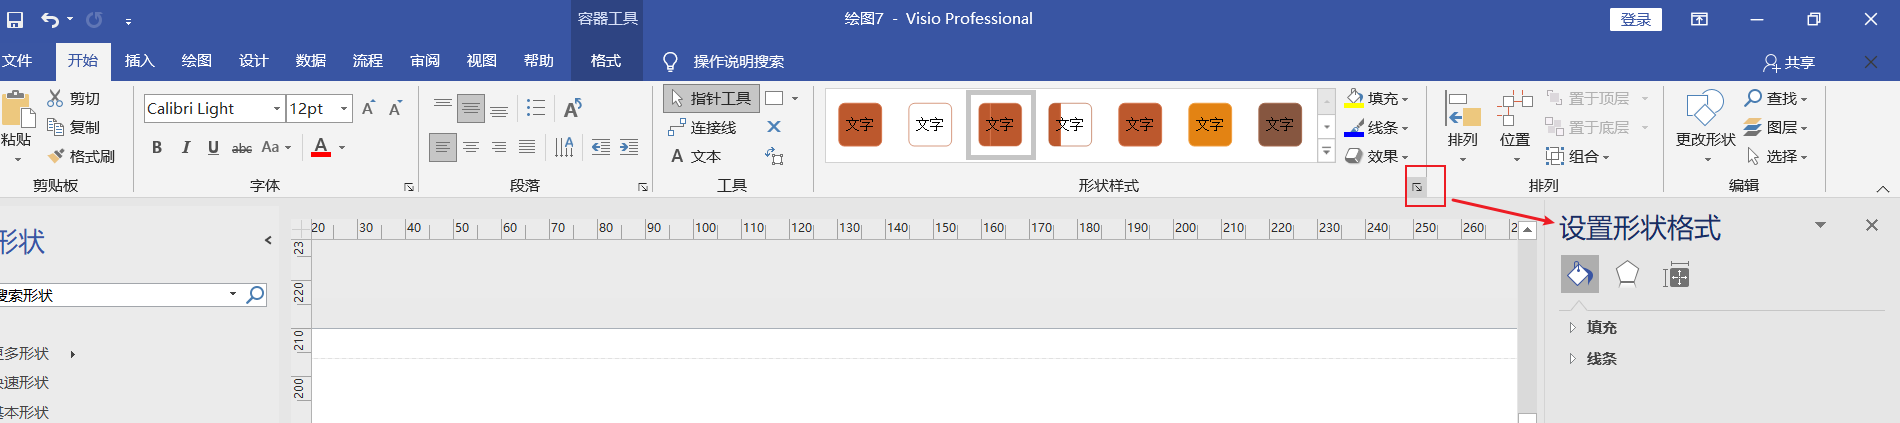 容器工具
绘图7 - Visio Professional
登录
文件 开始 插入 绘图 设计 数据 流程 审阅 视图 帮助 格式 操作说明搜索 共享
粘贴
剪切
复制
格式刷
剪贴板
Calibri Light 12pt
B I U abc Aa A
字体
段落
指针工具
连接线
A 文本
工具
文字 文字 文字 文字 文字 文字 文字
填充
线条
效果
形状样式
排列
位置
置于顶层
置于底层
组合
排列
更改形状
查找
图层
选择
编辑
形状
搜索形状
更多形状
快速形状
基本形状
20 30 40 50 60 70 80 90 100 110 120 130 140 150 160 170 180 190 200 210 220 230 240 250 260
23
220
210
200
设置形状格式
填充
线条